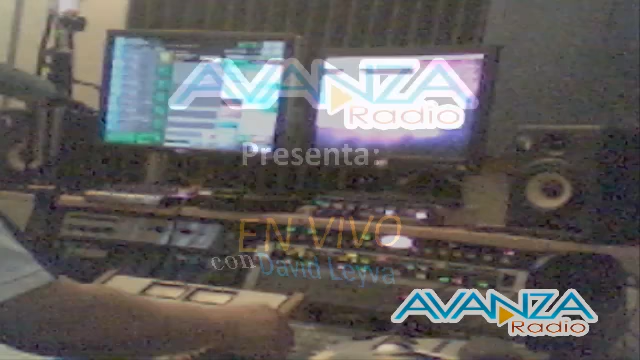 AVANZA
Radio
Presenta:
EN VIVO
con David Leyva
AVANZA
Radio